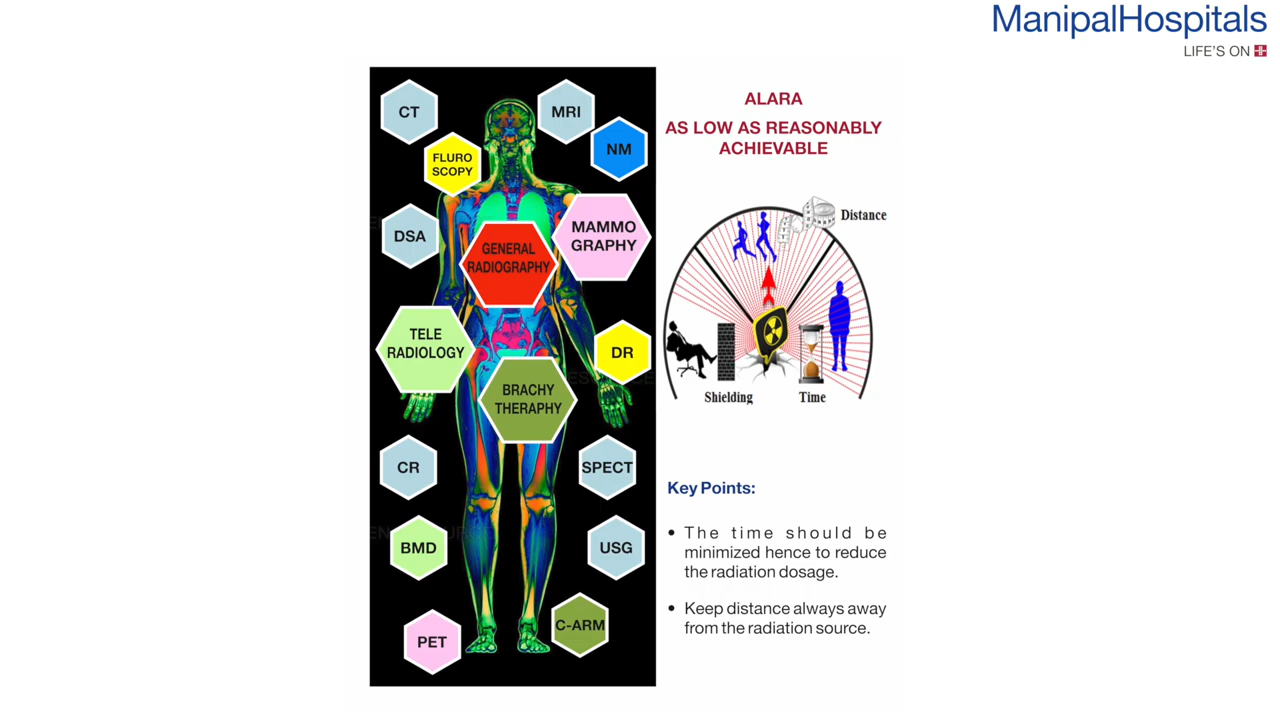 ManipalHospitals
LIFE'S ON
CT
MRI
NM
FLURO
SCOPY
DSA
MAMMO
GRAPHY
GENERAL
RADIOGRAPHY
TELE
RADIOLOGY
DR
BRACHY
THERAPHY
CR
SPECT
BMD
USG
PET
C-ARM
ALARA
AS LOW AS REASONABLY
ACHIEVABLE
Distance
Shielding
Time
Key Points:
• The time should be
minimized hence to reduce
the radiation dosage.
• Keep distance always away
from the radiation source.